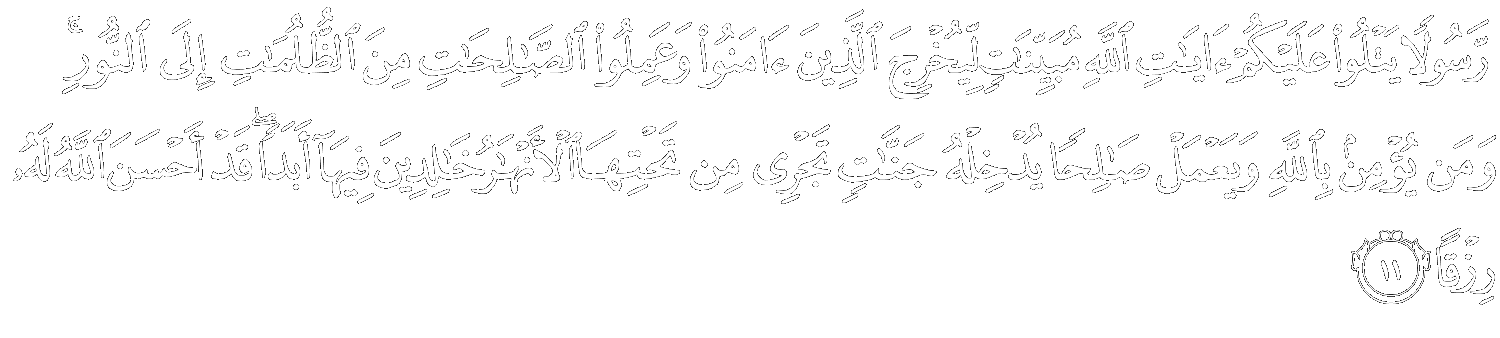 رَّسُولًا يَتْلُوا۟ عَلَيْكُمْ ءَايَـٰتِ ٱللَّهِ مُبَيِّنَـٰتٍ لِّيُخْرِجَ ٱلَّذِينَ ءَامَنُوا۟ وَعَمِلُوا۟ ٱلصَّـٰلِحَـٰتِ مِنَ ٱلظُّلُمَـٰتِ إِلَى ٱلنُّورِ ۚ
وَمَن يُؤْمِنۢ بِٱللَّهِ وَيَعْمَلْ صَـٰلِحًا يُدْخِلْهُ جَنَّـٰتٍ تَجْرِى مِن تَحْتِهَا ٱلْأَنْهَـٰرُ خَـٰلِدِينَ فِيهَآ أَبَدًا ۖ قَدْ أَحْسَنَ ٱللَّهُ لَهُۥ
رِزْقًا ١١